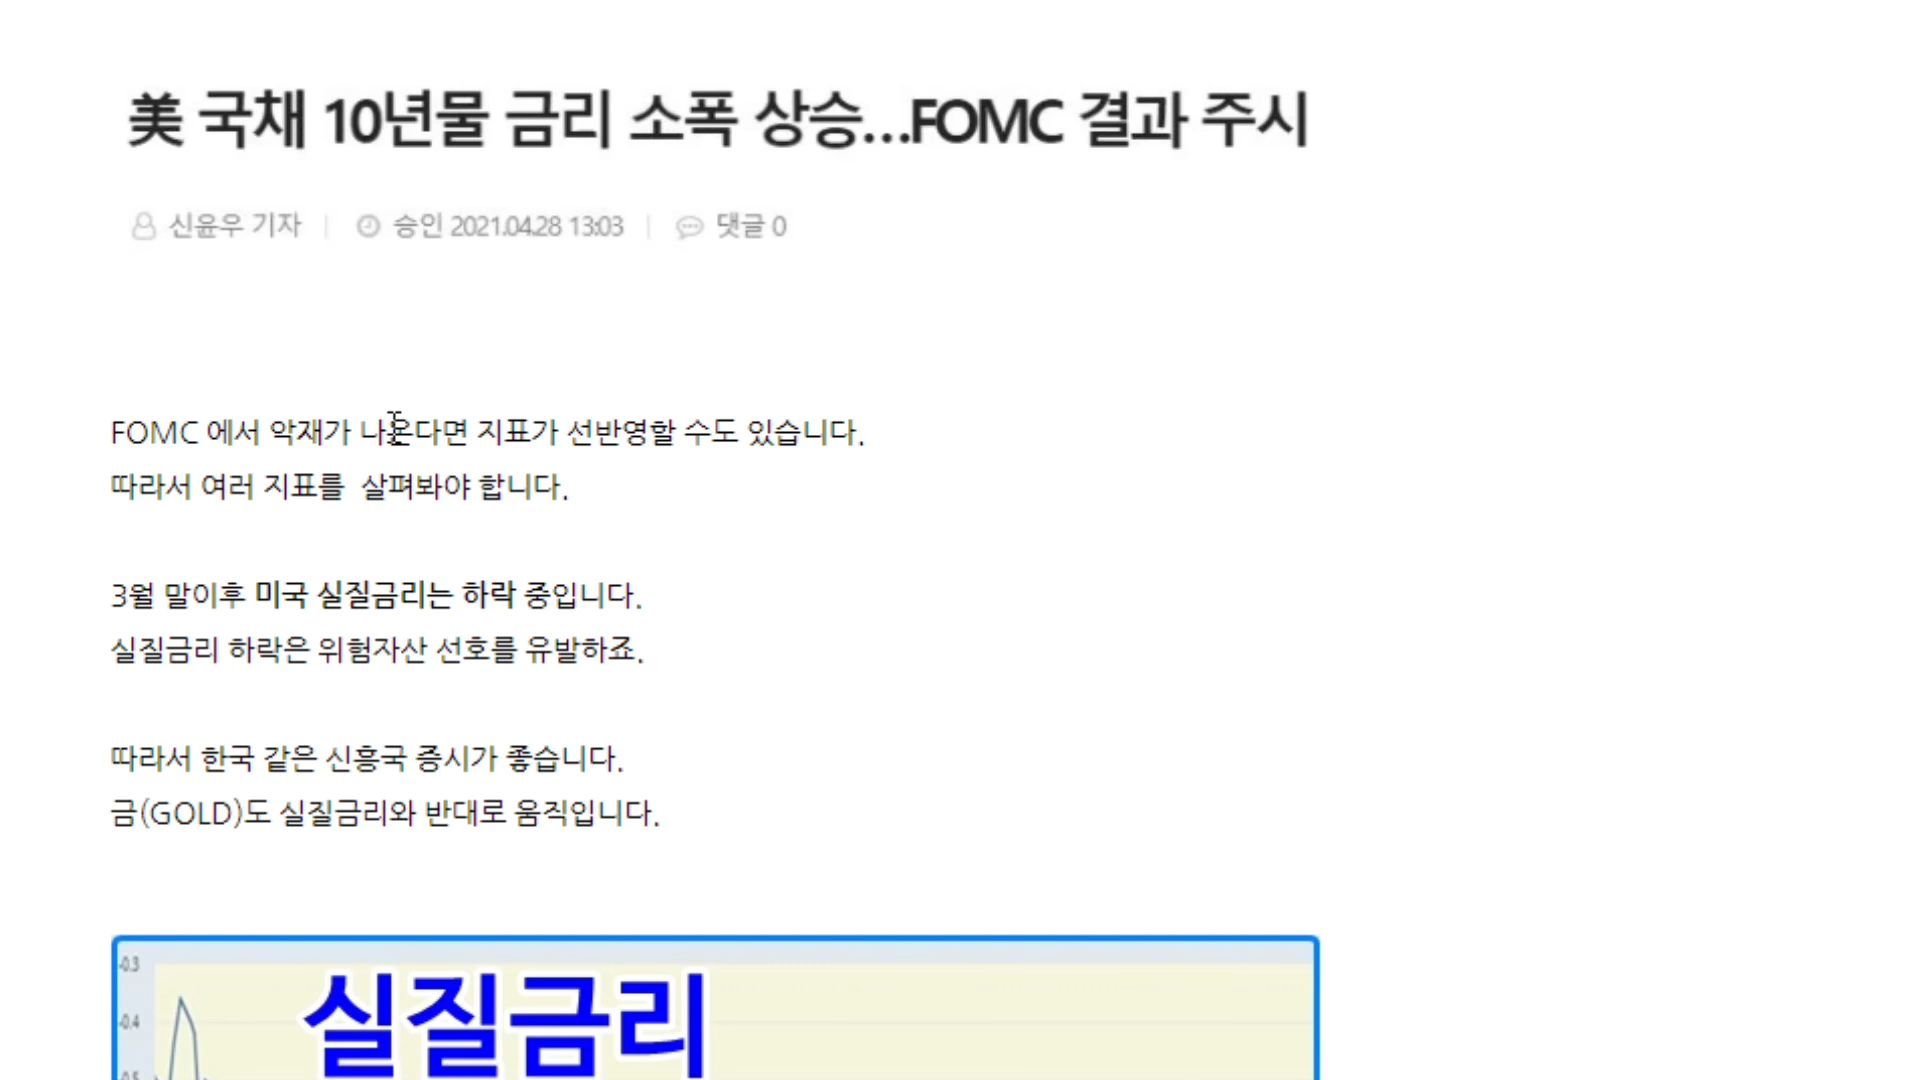 美 국채 10년물 금리 소폭 상승...FOMC 결과 주시
신윤우 기자 승인 2021.04.28 13:03 댓글 0
FOMC 에서 악재가 나온다면 지표가 선반영할 수도 있습니다.
따라서 여러 지표를 살펴봐야 합니다.
3월 말이후 미국 실질금리는 하락 중입니다.
실질금리 하락은 위험자산 선호를 유발하죠.
따라서 한국 같은 신흥국 증시가 좋습니다.
금(GOLD)도 실질금리와 반대로 움직입니다.
-0.3
실질금리
-0.4
-0.5